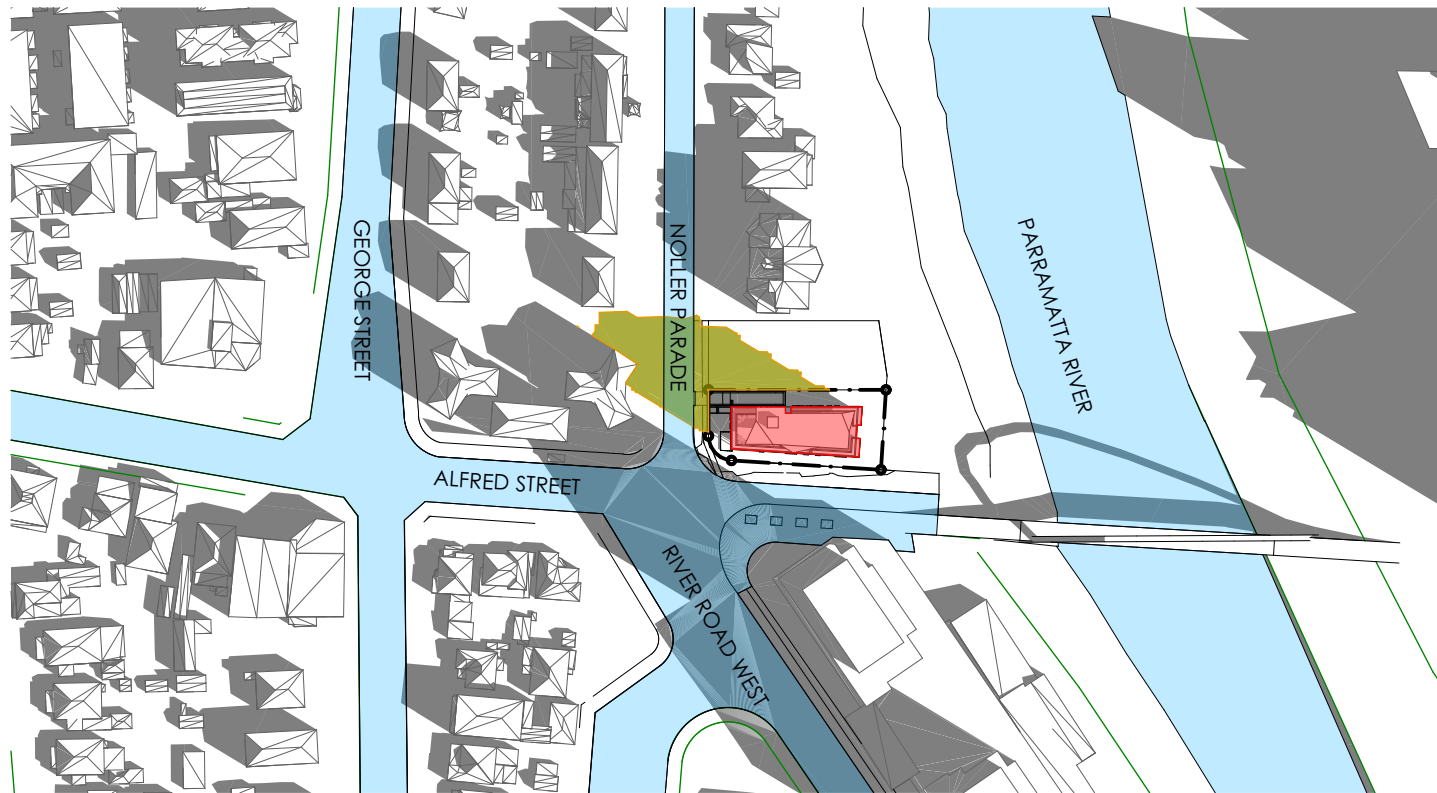 GEORGE STREET
NOLLER PARADE
PARRAMATTA RIVER
ALFRED STREET
RIVER ROAD WEST